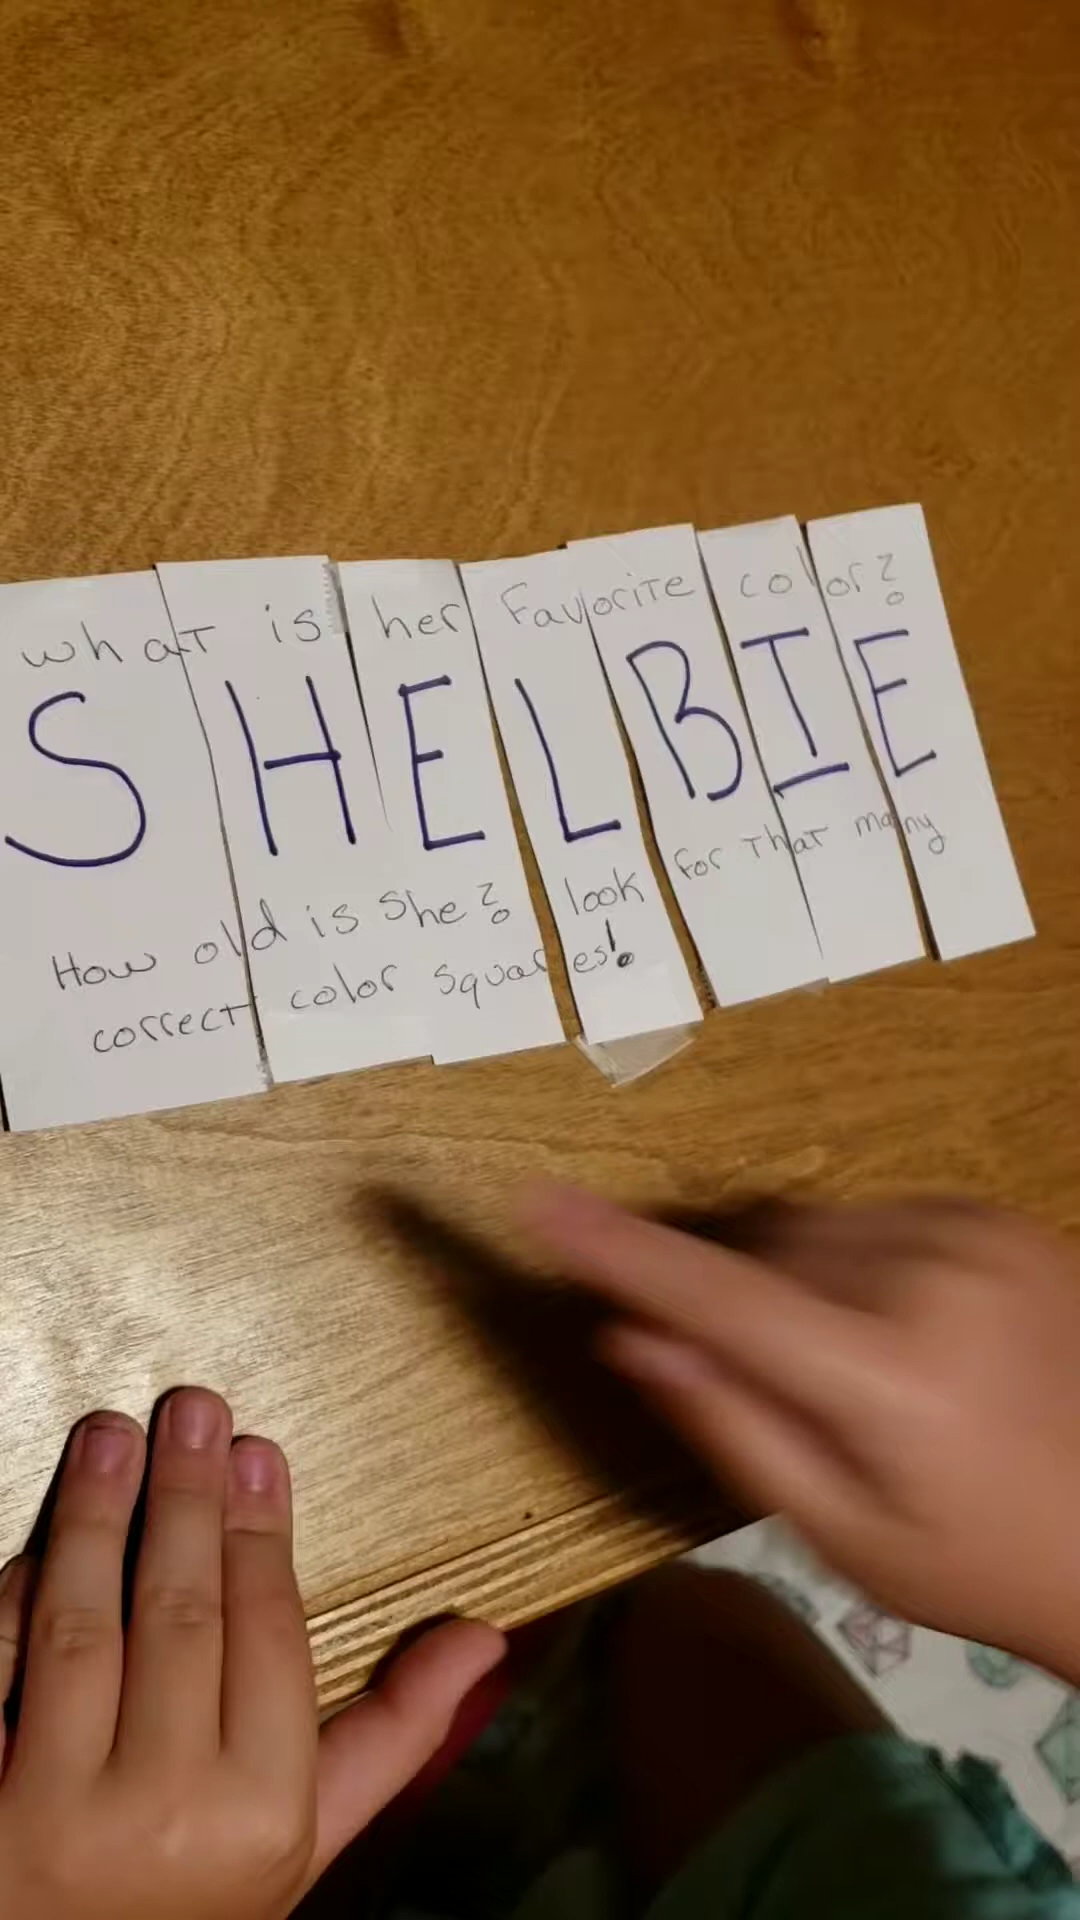 what is her Favorite color?
SHELBIE
How old is she? look for that many
correct color squares!